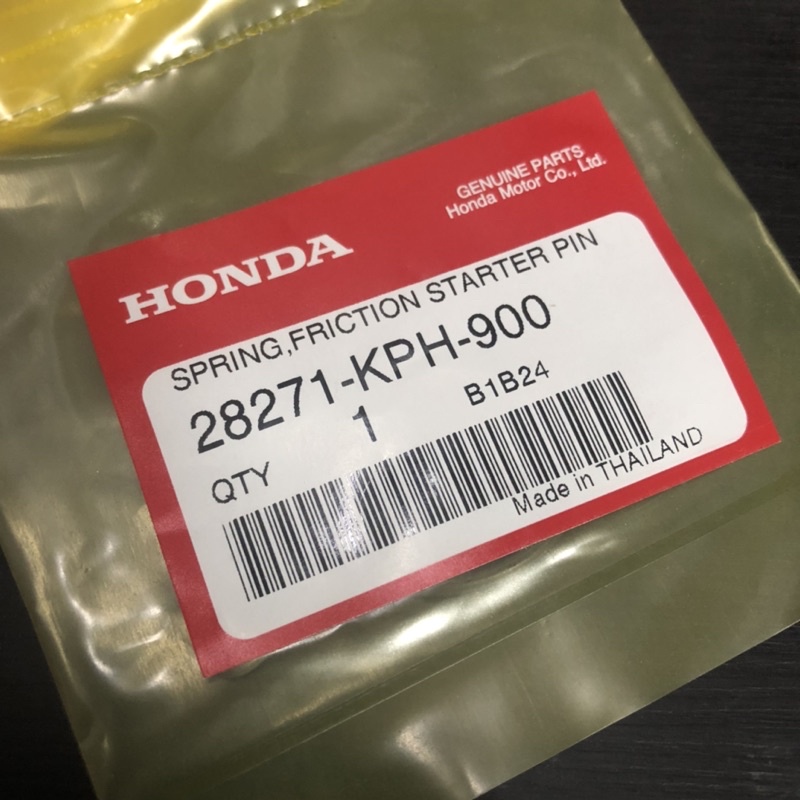 HONDA
GENUINE PARTS
Honda Motor Co., Ltd.
SPRING,FRICTION STARTER PIN
28271-KPH-900
QTY 1 B1B24
Made in THAILAND